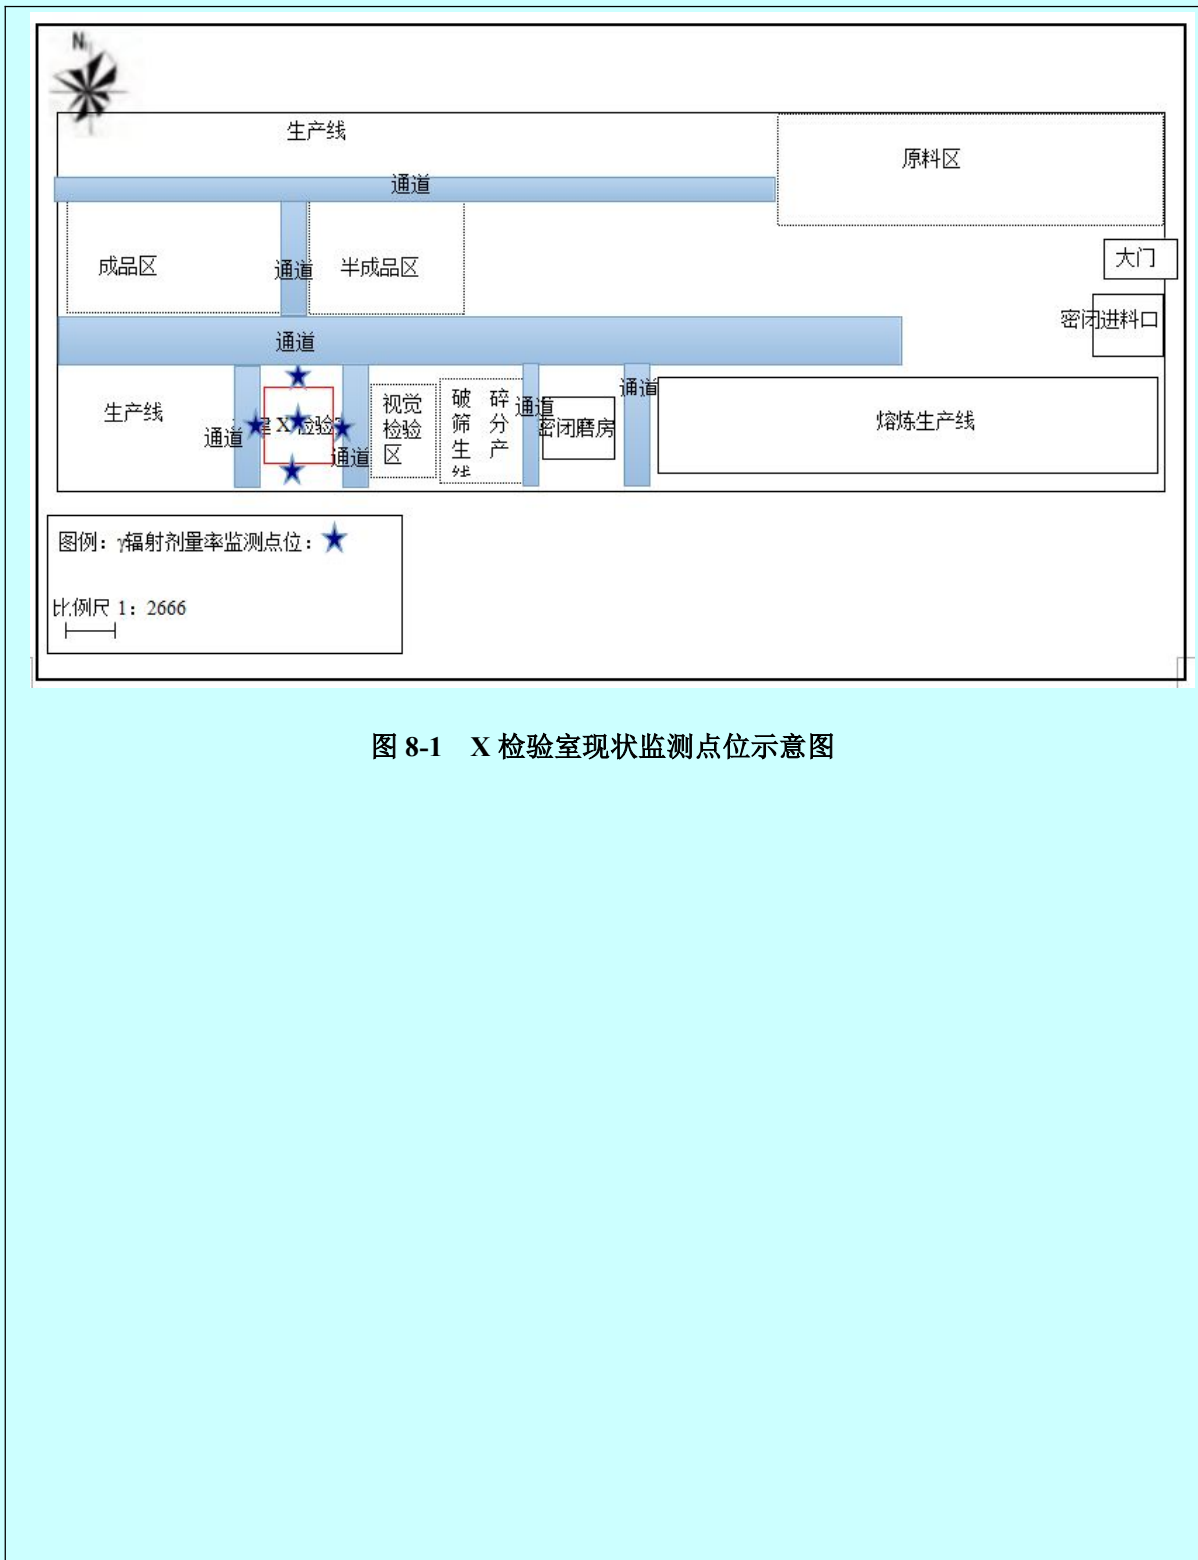 N
生产线
原料区
通道
成品区
通道
半成品区
大门
密闭进料口
通道
生产线
通道
X 检验
通道
视觉
检验
区
破 碎
筛 分
生 产
线
通道
密闭磨房
通道
熔炼生产线
图例：γ辐射剂量率监测点位：
比例尺 1：2666
图 8-1 X 检验室现状监测点位示意图